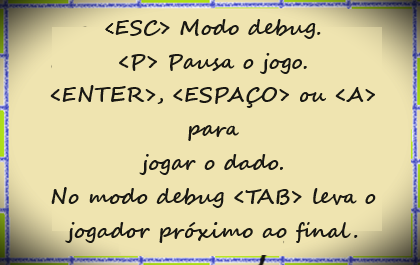 <ESC> Modo debug.
<P> Pausa o jogo.
<ENTER>, <ESPAÇO> ou <A>
para
jogar o dado.
No modo debug <TAB> leva o
jogador próximo ao final.